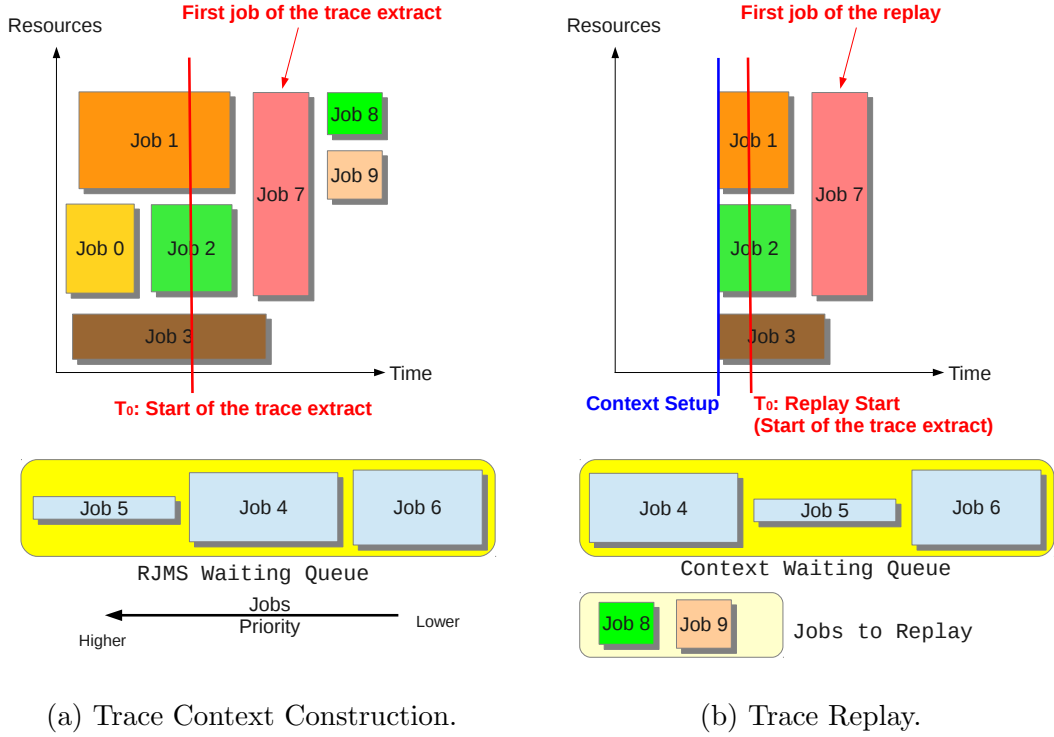 First job of the trace extract
Resources
Job 1
Job 8
Job 9
Job 7
Job 0
Job 2
Job 3
Time
T0: Start of the trace extract
Job 5
Job 4
Job 6
RJMS Waiting Queue
Jobs
Priority
Higher
Lower
(a) Trace Context Construction.
First job of the replay
Resources
Job 1
Job 7
Job 2
Job 3
Time
Context Setup
T0: Replay Start
(Start of the trace extract)
Job 4
Job 5
Job 6
Context Waiting Queue
Job 8
Job 9
Jobs to Replay
(b) Trace Replay.